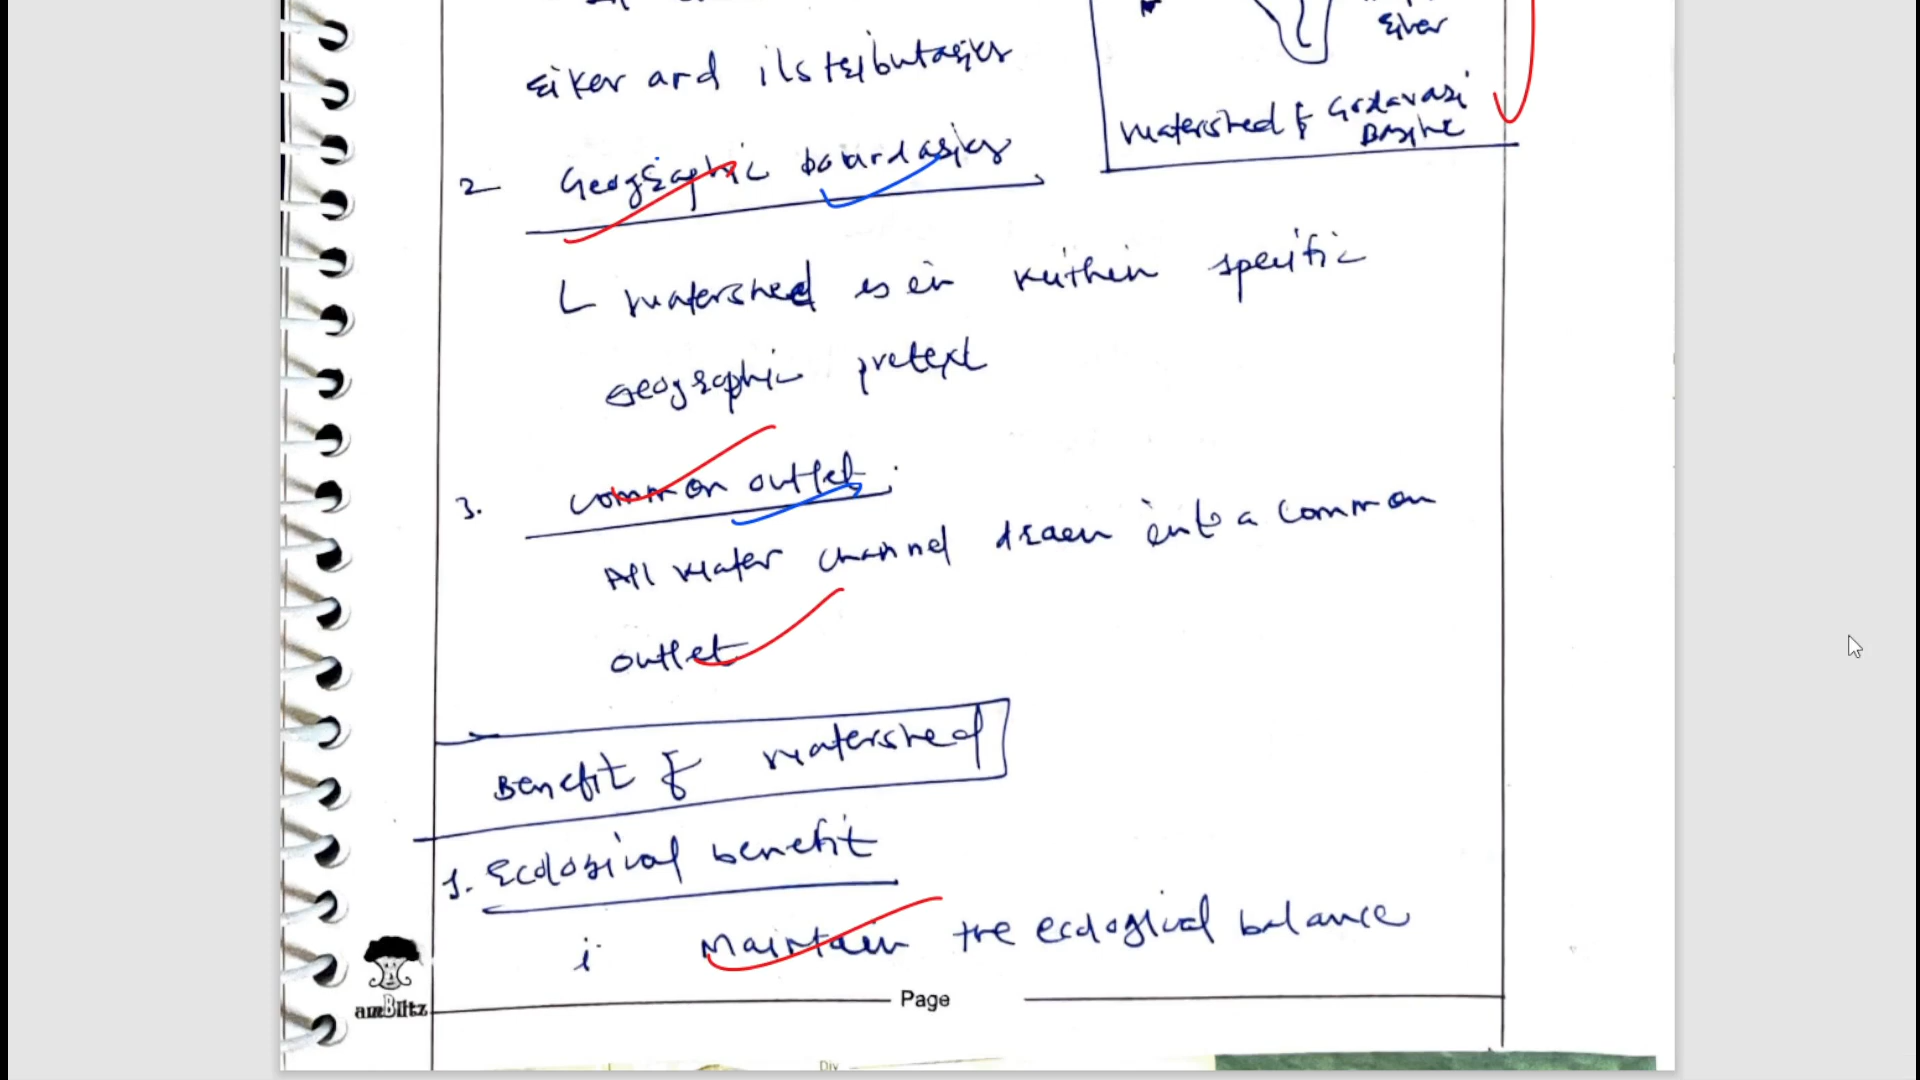 River
river and its tributaries
watershed of Godavari
Basin
2 Geographic boundaries
watershed is in within specific
geographic pretext
3. common outlet
All water channel drain into a common
outlet
Benefit of watershed
1. Ecological benefit
i Maintain the ecological balance
Page
amBlitz